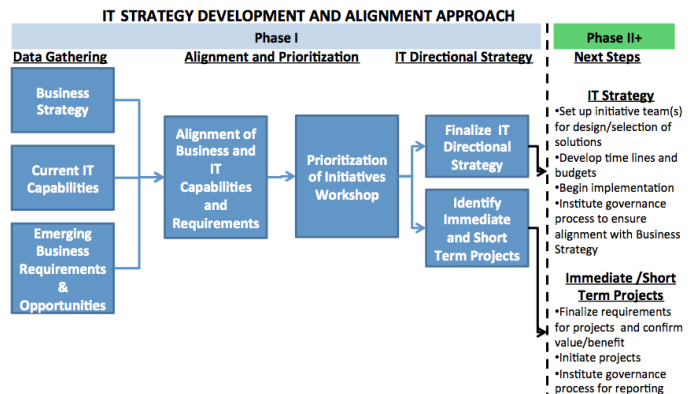 IT STRATEGY DEVELOPMENT AND ALIGNMENT APPROACH
Phase I
Phase II+
Data Gathering
Alignment and Prioritization
IT Directional Strategy
Next Steps
Business
Strategy
Current IT
Capabilities
Emerging
Business
Requirements
&
Opportunities
Alignment of
Business and
IT
Capabilities
and
Requirements
Prioritization
of Initiatives
Workshop
Finalize IT
Directional
Strategy
Identify
Immediate
and Short
Term Projects
IT Strategy
•Set up initiative team(s)
for design/selection of
solutions
•Develop time lines and
budgets
•Begin implementation
•Institute governance
process to ensure
alignment with Business
Strategy
Immediate /Short
Term Projects
•Finalize requirements
for projects and confirm
value/benefit
•Initiate projects
•Institute governance
process for reporting